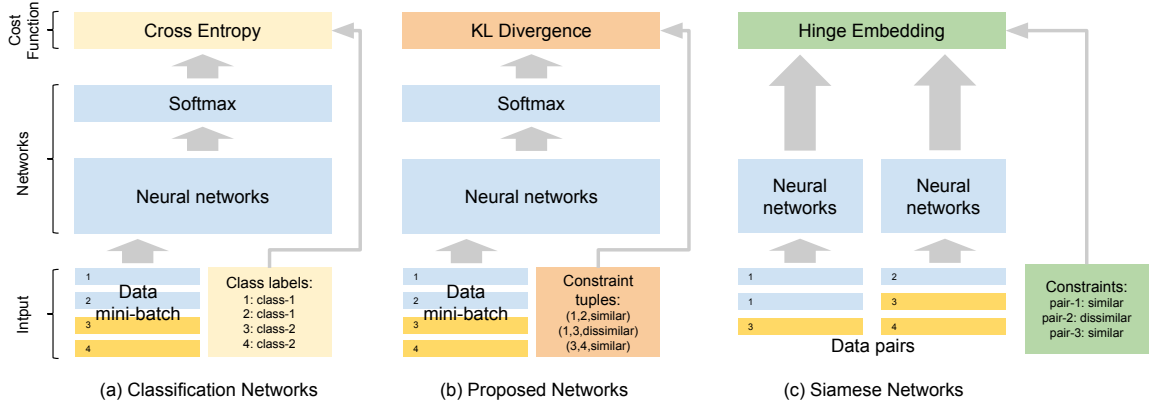 Cost
Function
Networks
Intput
Cross Entropy
Softmax
Neural networks
1
2
3
4
Data
mini-batch
Class labels:
1: class-1
2: class-1
3: class-2
4: class-2
(a) Classification Networks
KL Divergence
Softmax
Neural networks
1
2
3
4
Data
mini-batch
Constraint
tuples:
(1,2,similar)
(1,3,dissimilar)
(3,4,similar)
(b) Proposed Networks
Hinge Embedding
Neural
networks
Neural
networks
1
1
3
2
3
4
Data pairs
Constraints:
pair-1: similar
pair-2: dissimilar
pair-3: similar
(c) Siamese Networks